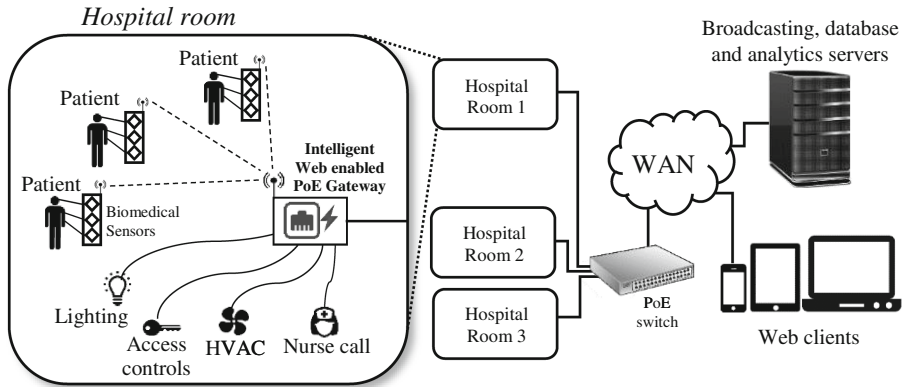 Hospital room
Patient
Patient
Patient
Biomedical
Sensors
Intelligent
Web enabled
PoE Gateway
Lighting
Access
controls
HVAC
Nurse call
Hospital
Room 1
Hospital
Room 2
Hospital
Room 3
WAN
PoE
switch
Broadcasting, database
and analytics servers
Web clients